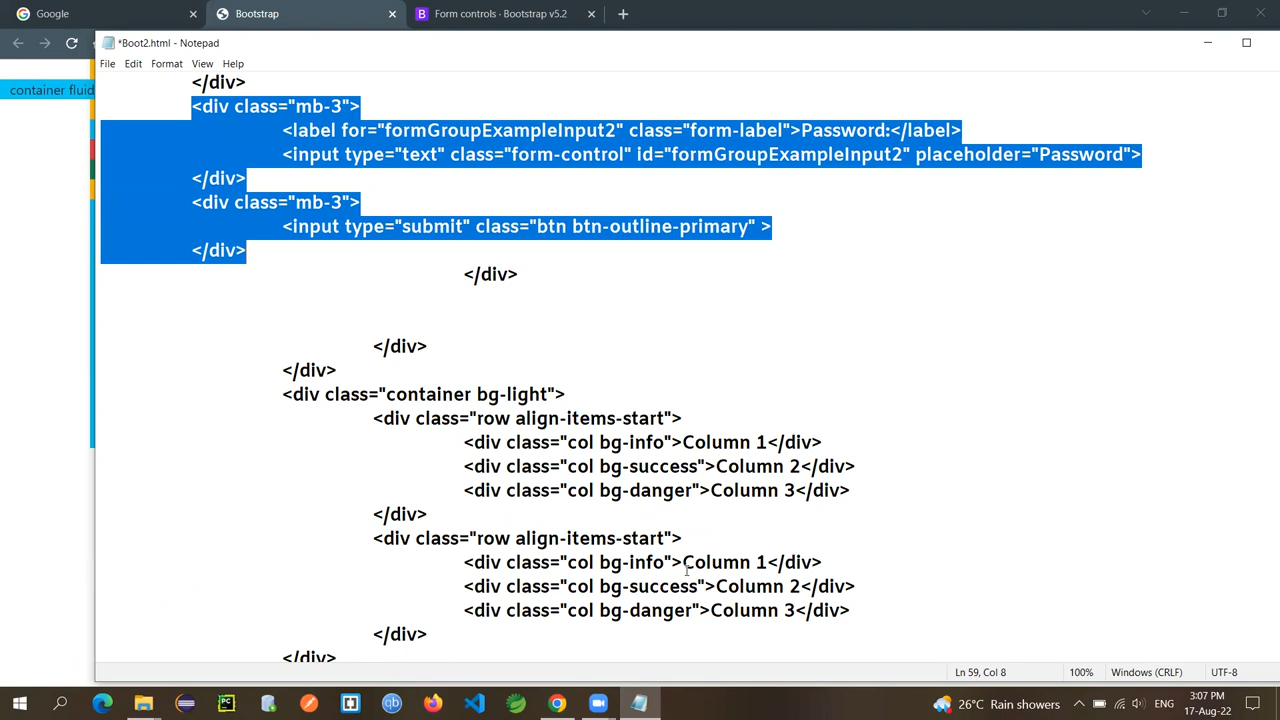 Google
Bootstrap
Form controls · Bootstrap v5.2
*Boot2.html - Notepad
File Edit Format View Help
container fluid
</div>
<div class="mb-3">
<label for="formGroupExampleInput2" class="form-label">Password:</label>
<input type="text" class="form-control" id="formGroupExampleInput2" placeholder="Password">
</div>
<div class="mb-3">
<input type="submit" class="btn btn-outline-primary" >
</div>
</div>
</div>
</div>
<div class="container bg-light">
<div class="row align-items-start">
<div class="col bg-info">Column 1</div>
<div class="col bg-success">Column 2</div>
<div class="col bg-danger">Column 3</div>
</div>
<div class="row align-items-start">
<div class="col bg-info">Column 1</div>
<div class="col bg-success">Column 2</div>
<div class="col bg-danger">Column 3</div>
</div>
</div>
Ln 59, Col 8 100% Windows (CRLF) UTF-8
26°C Rain showers ENG 3:07 PM
17-Aug-22